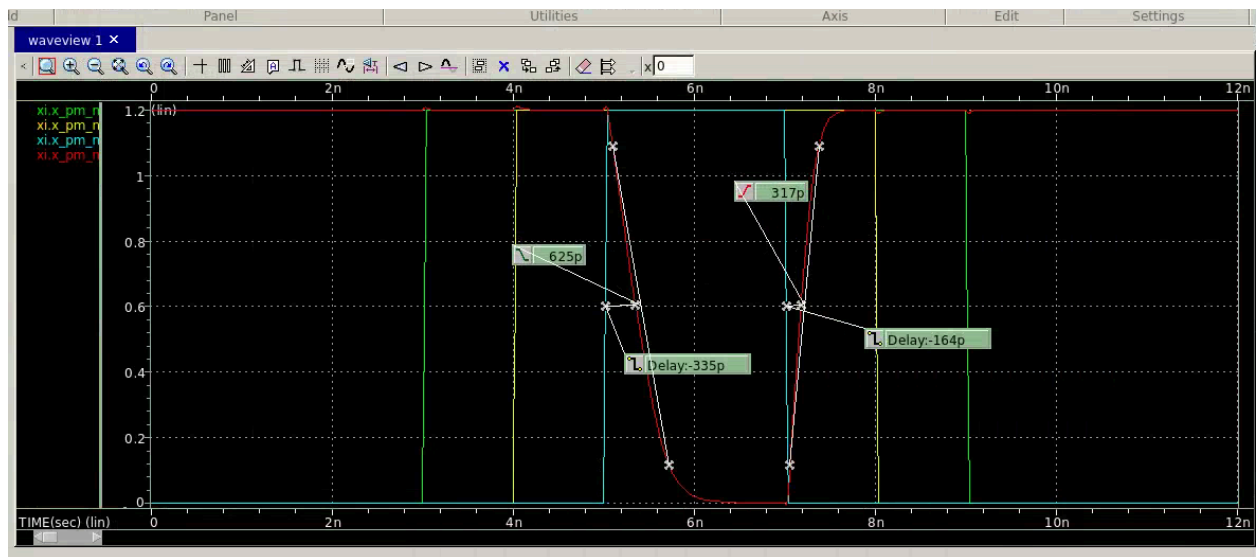 ld Panel Utilities Axis Edit Settings
waveview 1 ×
x 0
0 2n 4n 6n 8n 10n 12n
xi.x_pm_n
xi.x_pm_n
xi.x_pm_n
xi.x_pm_n
(lin)
1.2
1
317p
0.8
625p
0.6
Delay:-164p
Delay:-335p
0.4
0.2
0
TIME(sec) (lin) 0 2n 4n 6n 8n 10n 12n